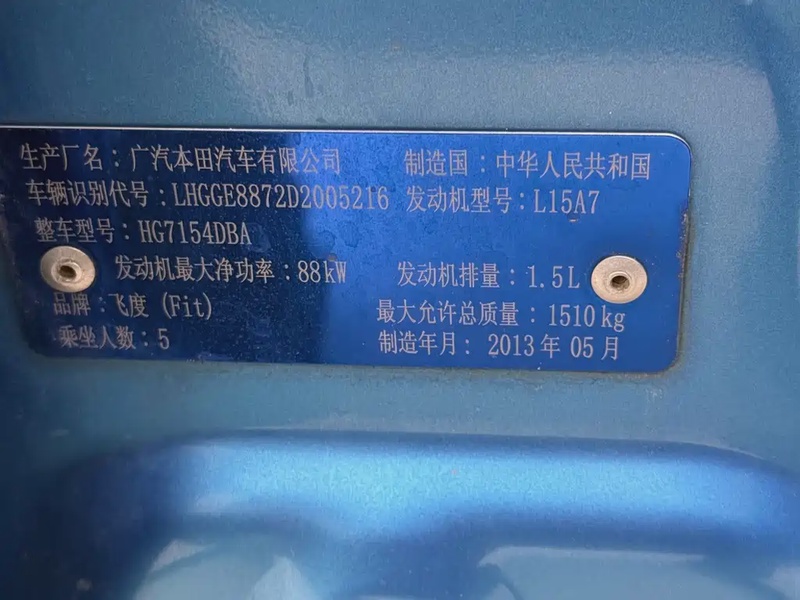 生产厂名：广汽本田汽车有限公司 制造国：中华人民共和国
车辆识别代号：LHGGE8872D2005216 发动机型号：L15A7
整车型号：HG7154DBA
发动机最大净功率：88kW 发动机排量：1.5L
品牌：飞度 (Fit) 最大允许总质量：1510kg
乘坐人数：5 制造年月：2013年 05月